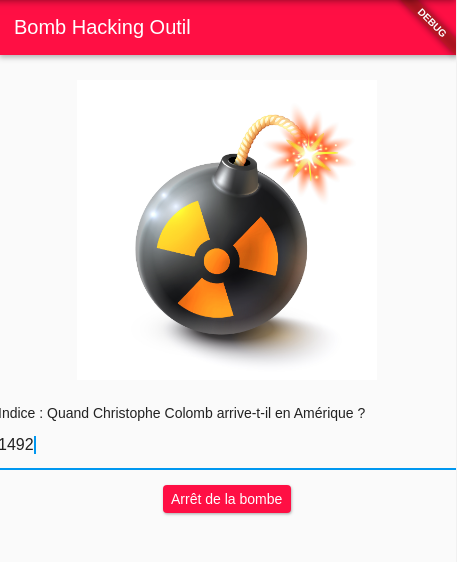 Bomb Hacking Outil
DEBUG
Indice : Quand Christophe Colomb arrive-t-il en Amérique ?
1492
Arrêt de la bombe